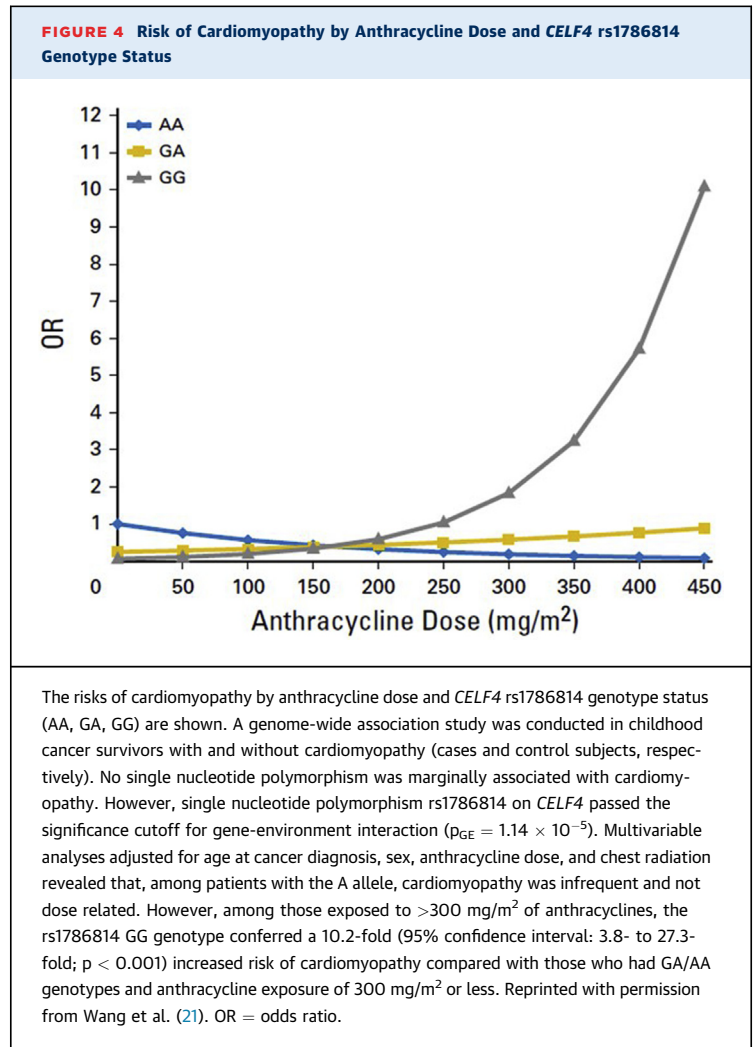 FIGURE 4 Risk of Cardiomyopathy by Anthracycline Dose and CELF4 rs1786814
Genotype Status
12
11
10
9
8
7
6
5
4
3
2
1
OR
AA
GA
GG
0 50 100 150 200 250 300 350 400 450
Anthracycline Dose (mg/m²)
The risks of cardiomyopathy by anthracycline dose and CELF4 rs1786814 genotype status
(AA, GA, GG) are shown. A genome-wide association study was conducted in childhood
cancer survivors with and without cardiomyopathy (cases and control subjects, respec-
tively). No single nucleotide polymorphism was marginally associated with cardiomy-
opathy. However, single nucleotide polymorphism rs1786814 on CELF4 passed the
significance cutoff for gene-environment interaction (pGE = 1.14 × 10⁻⁵). Multivariable
analyses adjusted for age at cancer diagnosis, sex, anthracycline dose, and chest radiation
revealed that, among patients with the A allele, cardiomyopathy was infrequent and not
dose related. However, among those exposed to >300 mg/m² of anthracyclines, the
rs1786814 GG genotype conferred a 10.2-fold (95% confidence interval: 3.8- to 27.3-
fold; p < 0.001) increased risk of cardiomyopathy compared with those who had GA/AA
genotypes and anthracycline exposure of 300 mg/m² or less. Reprinted with permission
from Wang et al. (21). OR = odds ratio.